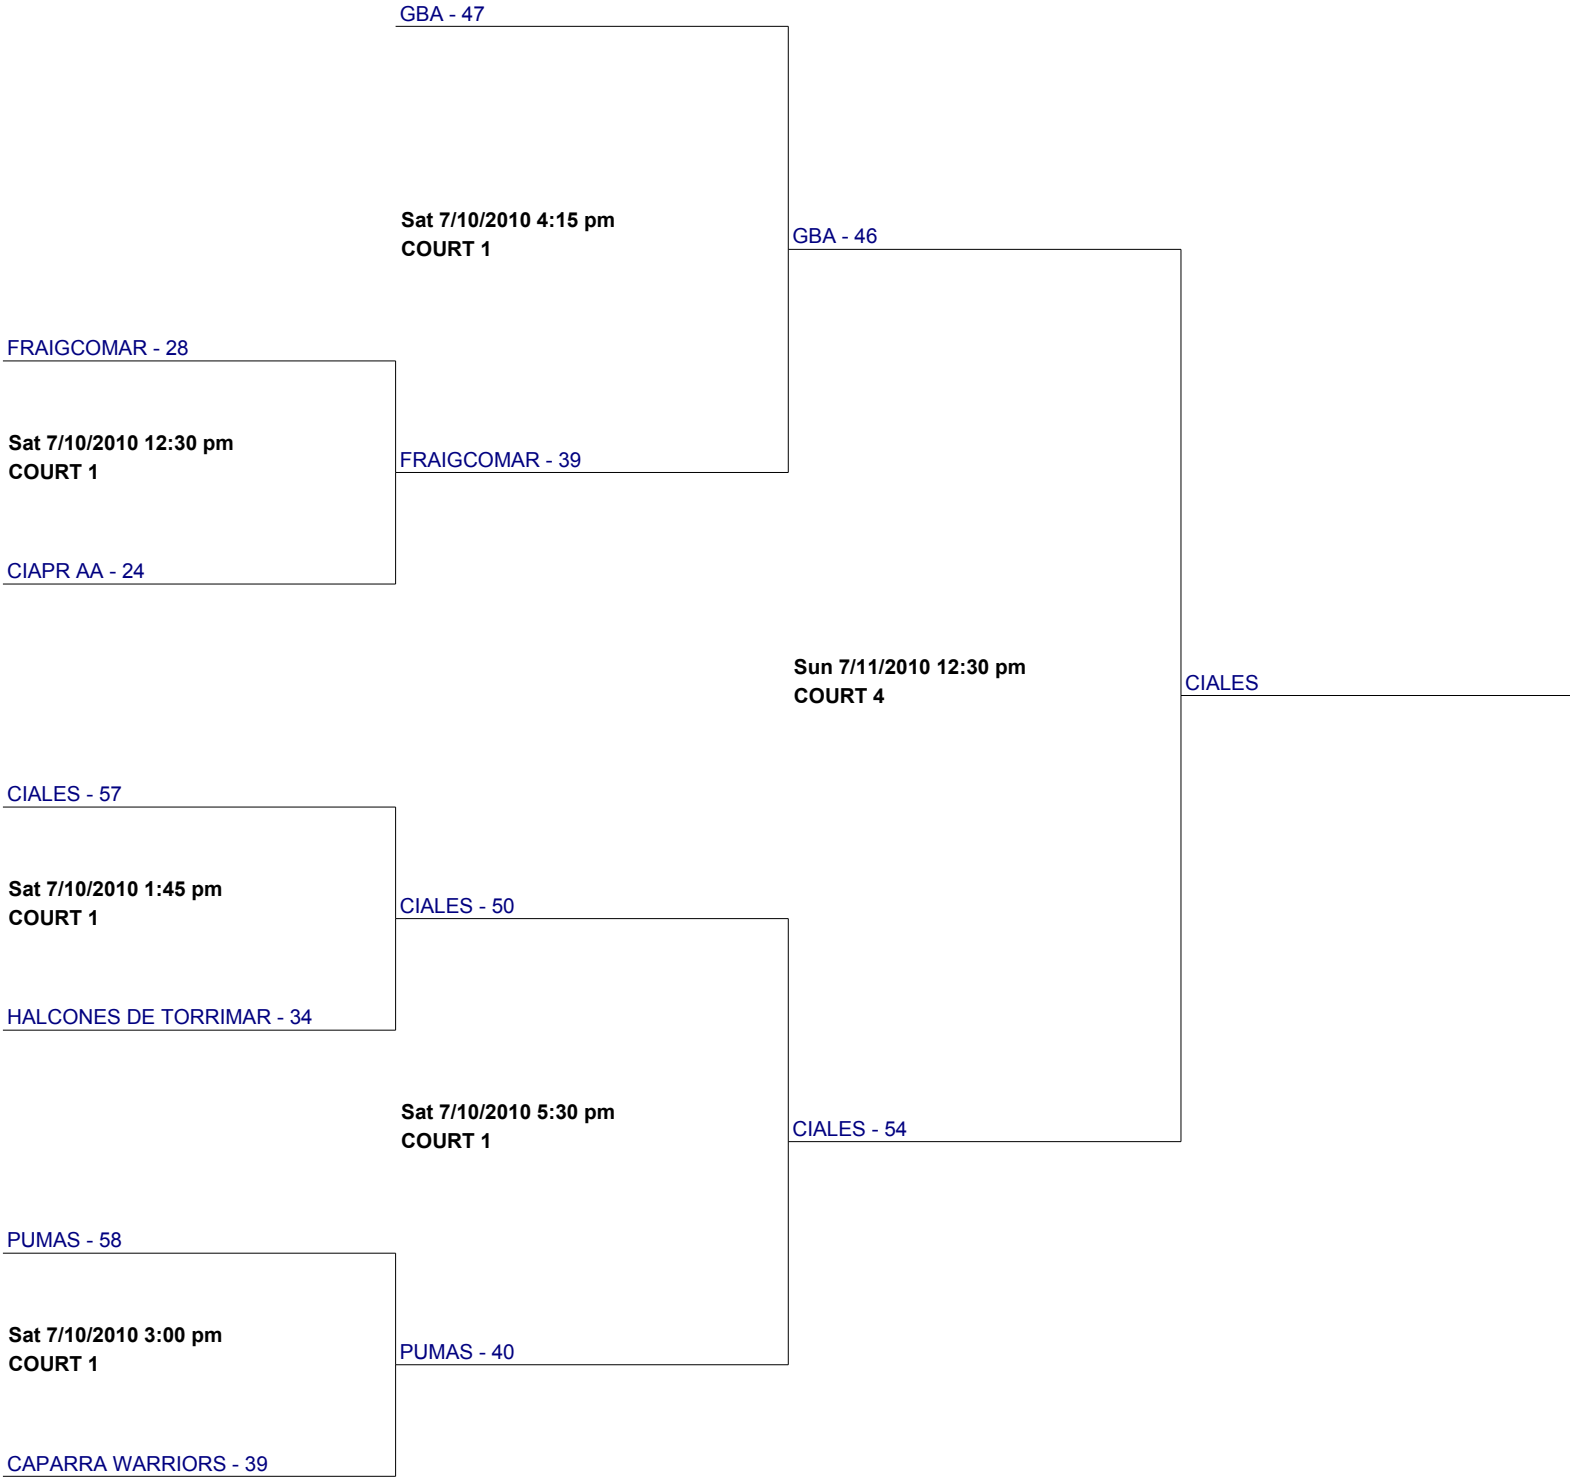 GBA - 47
Sat 7/10/2010 4:15 pm
COURT 1
GBA - 46
FRAIGCOMAR - 28
Sat 7/10/2010 12:30 pm
COURT 1
FRAIGCOMAR - 39
CIAPR AA - 24
Sun 7/11/2010 12:30 pm
COURT 4
CIALES
CIALES - 57
Sat 7/10/2010 1:45 pm
COURT 1
CIALES - 50
HALCONES DE TORRIMAR - 34
Sat 7/10/2010 5:30 pm
COURT 1
CIALES - 54
PUMAS - 58
Sat 7/10/2010 3:00 pm
COURT 1
PUMAS - 40
CAPARRA WARRIORS - 39